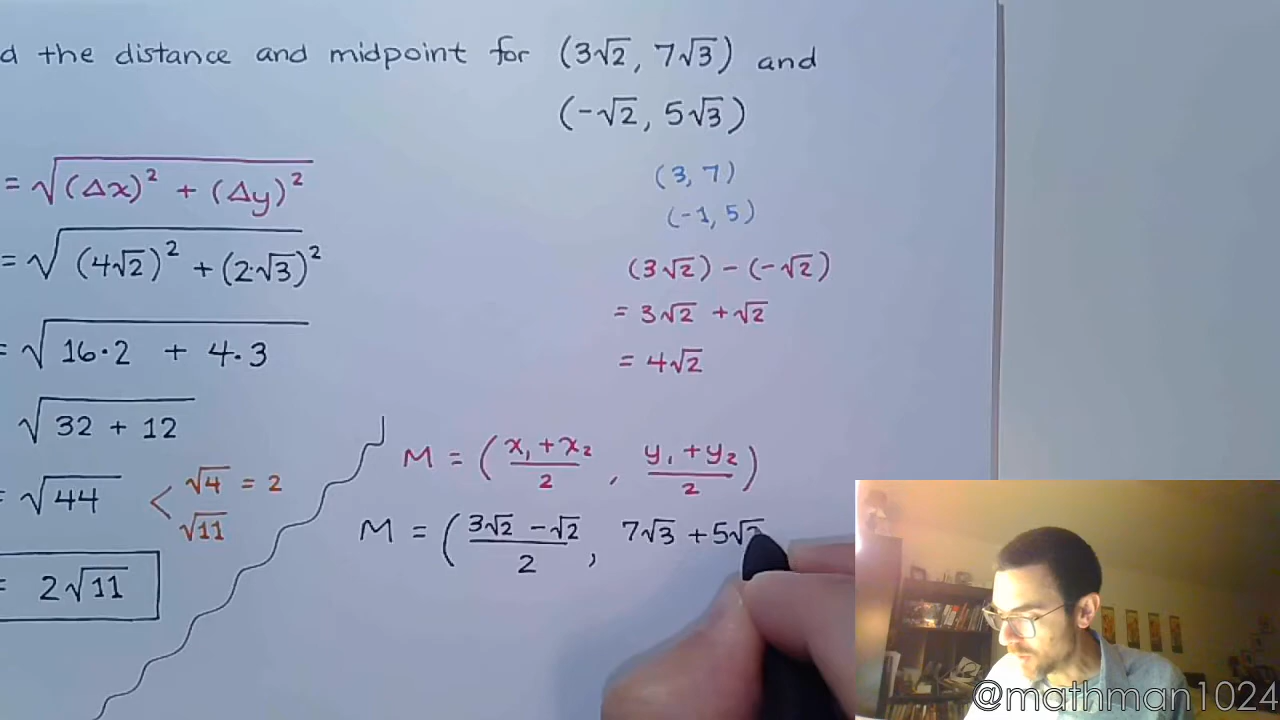 d the distance and midpoint for (3√2, 7√3) and
(-√2, 5√3)
(3, 7)
(-1, 5)
= √((Δx)² + (Δy)²)
= √((4√2)² + (2·√3)²)
= √(16·2 + 4·3)
√(32 + 12)
= √44 < √4 = 2
√11
= 2√11
(3√2) - (-√2)
= 3√2 + √2
= 4√2
M = ((x₁ + x₂)/2, (y₁ + y₂)/2)
M = ((3√2 - √2)/2, 7√3 + 5√
@mathman1024